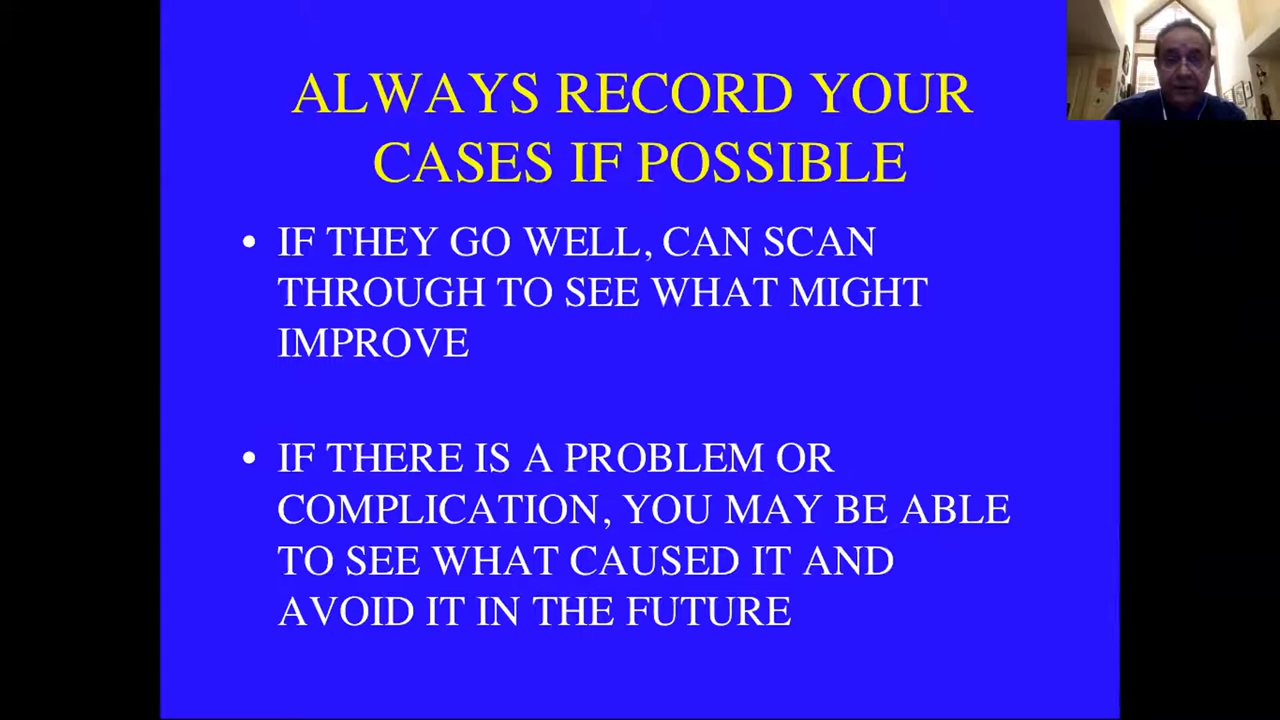 ALWAYS RECORD YOUR
CASES IF POSSIBLE
• IF THEY GO WELL, CAN SCAN
THROUGH TO SEE WHAT MIGHT
IMPROVE
• IF THERE IS A PROBLEM OR
COMPLICATION, YOU MAY BE ABLE
TO SEE WHAT CAUSED IT AND
AVOID IT IN THE FUTURE